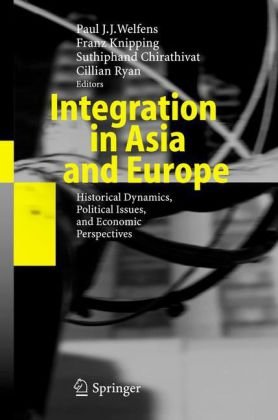 Paul J.J.Welfens
Franz Knipping
Suthiphand Chirathivat
Cillian Ryan
Editors
Integration
in Asia
and Europe
Historical Dynamics,
Political Issues,
and Economic
Perspectives
Springer